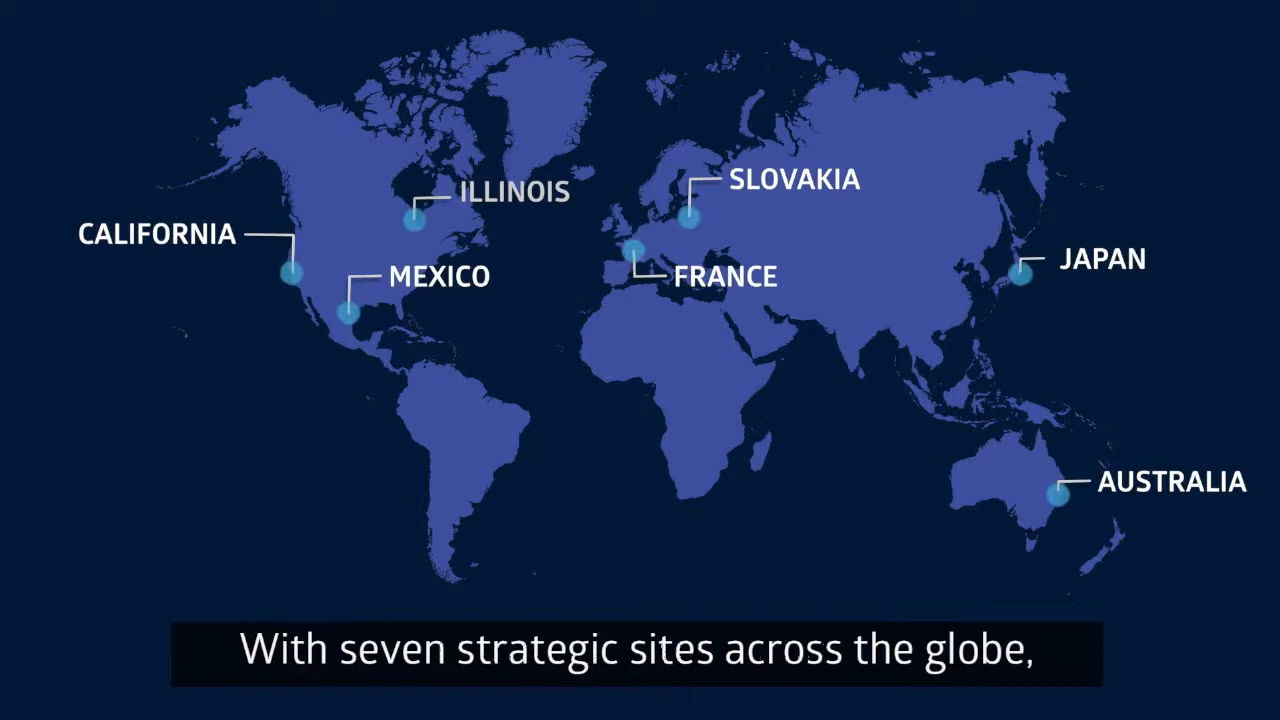 SLOVAKIA
ILLINOIS
CALIFORNIA
JAPAN
MEXICO
FRANCE
AUSTRALIA
With seven strategic sites across the globe,